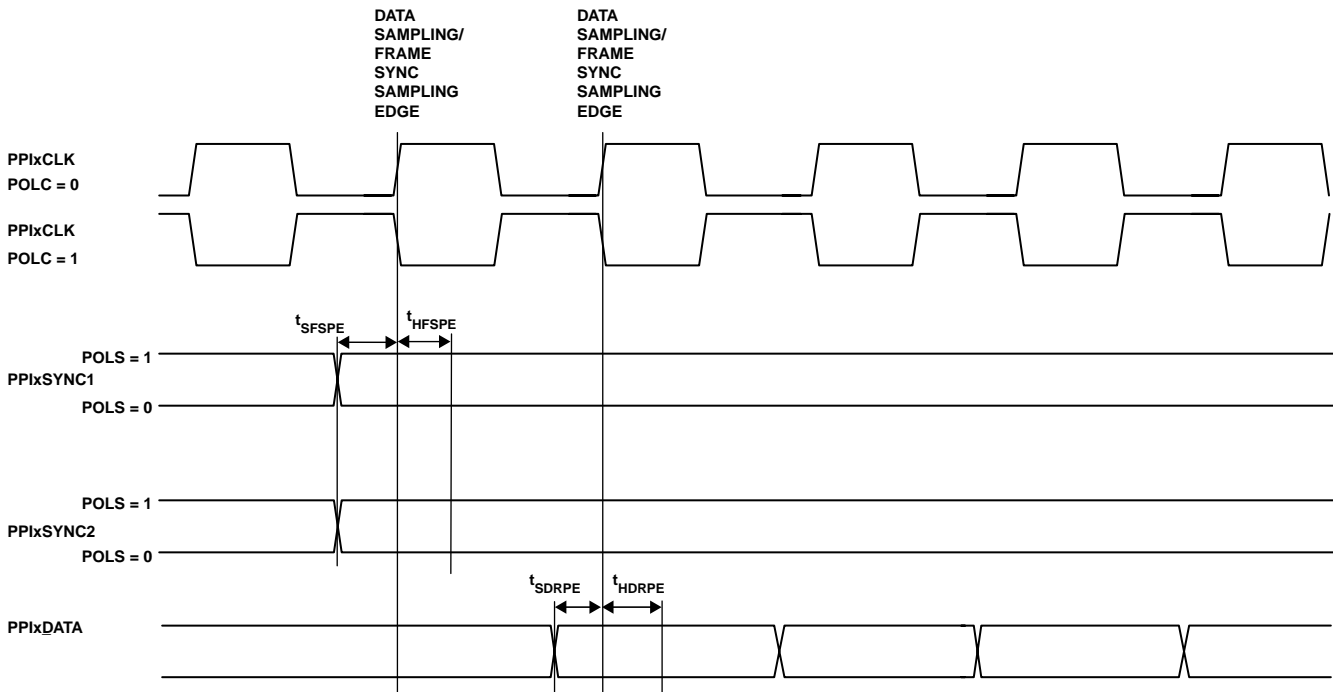 DATA
SAMPLING/
FRAME
SYNC
SAMPLING
EDGE
DATA
SAMPLING/
FRAME
SYNC
SAMPLING
EDGE
PPIxCLK
POLC = 0
PPIxCLK
POLC = 1
tSFSPE
tHFSPE
POLS = 1
PPIxSYNC1
POLS = 0
POLS = 1
PPIxSYNC2
POLS = 0
tSDRPE
tHDRPE
PPIxDATA